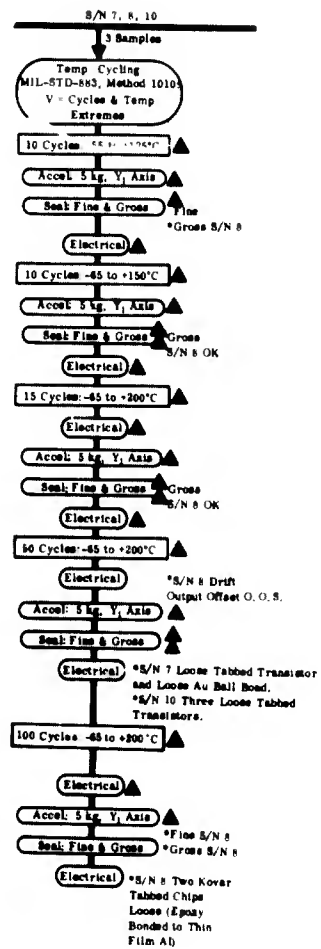 S/N 7, 8, 10
3 Samples
Temp Cycling
MIL-STD-883, Method 1010
V = Cycles & Temp
Extremes
10 Cycles: -55 to +125°C
Accel: 5 kg, Y1 Axis
Seal: Fine & Gross
Fine
*Gross S/N 8
Electrical
10 Cycles: -65 to +150°C
Accel: 5 kg, Y1 Axis
Seal: Fine & Gross
Gross
S/N 8 OK
Electrical
15 Cycles: -65 to +200°C
Electrical
Accel: 5 kg, Y1 Axis
Seal: Fine & Gross
Gross
S/N 8 OK
Electrical
50 Cycles: -65 to +200°C
Electrical
*S/N 8 Drift
Output Offset O.O.S.
Accel: 5 kg, Y1 Axis
Seal: Fine & Gross
Electrical
*S/N 7 Loose Tabbed Transistor
and Loose Au Ball Bond.
*S/N 10 Three Loose Tabbed
Transistors.
100 Cycles: -65 to +200°C
Electrical
Accel: 5 kg, Y1 Axis
*Fine S/N 8
Seal: Fine & Gross
*Gross S/N 8
Electrical
*S/N 8 Two Kovar
Tabbed Chips
Loose (Epoxy
Bonded to Thin
Film Al)